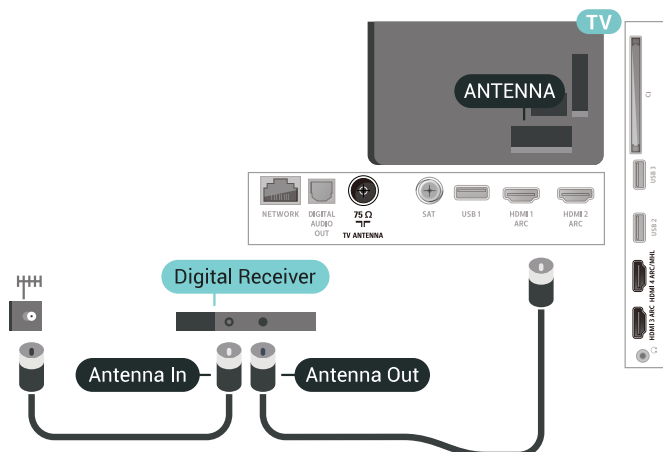 TV
ANTENNA
CI
USB 3
USB 2
HDMI 4 ARC/MHL
HDMI 3 ARC
NETWORK
DIGITAL
AUDIO
OUT
75 Ω
TV ANTENNA
SAT
USB 1
HDMI 1
ARC
HDMI 2
ARC
Digital Receiver
Antenna In
Antenna Out